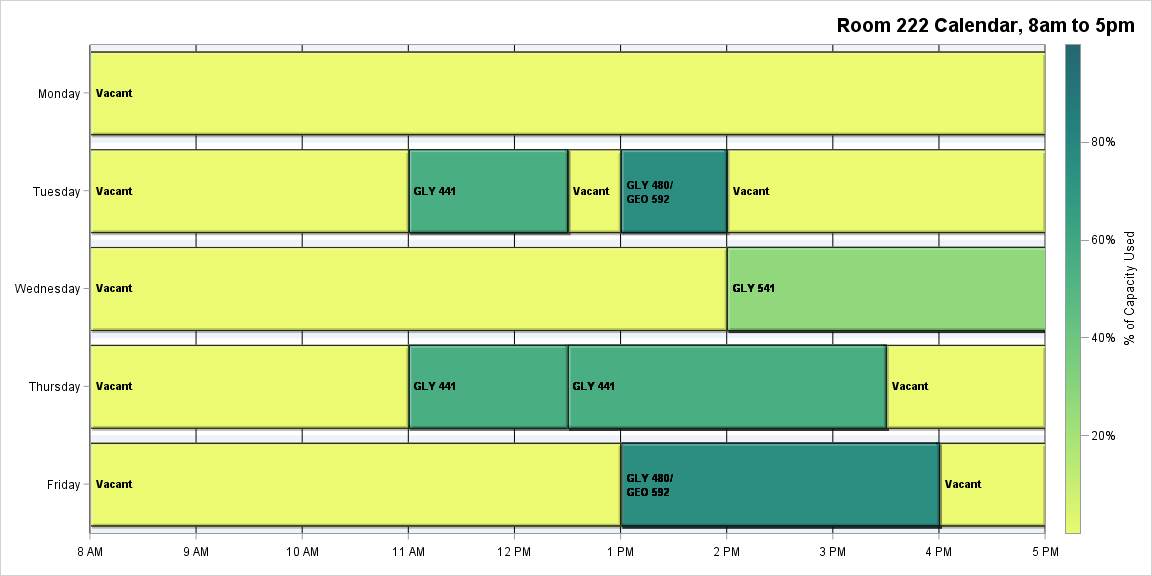 Room 222 Calendar, 8am to 5pm
Monday
Vacant
Tuesday
Vacant
GLY 441
Vacant
GLY 480/
GEO 592
Vacant
Wednesday
Vacant
GLY 541
Thursday
Vacant
GLY 441
GLY 441
Vacant
Friday
Vacant
GLY 480/
GEO 592
Vacant
8 AM
9 AM
10 AM
11 AM
12 PM
1 PM
2 PM
3 PM
4 PM
5 PM
80%
60%
40%
20%
% of Capacity Used